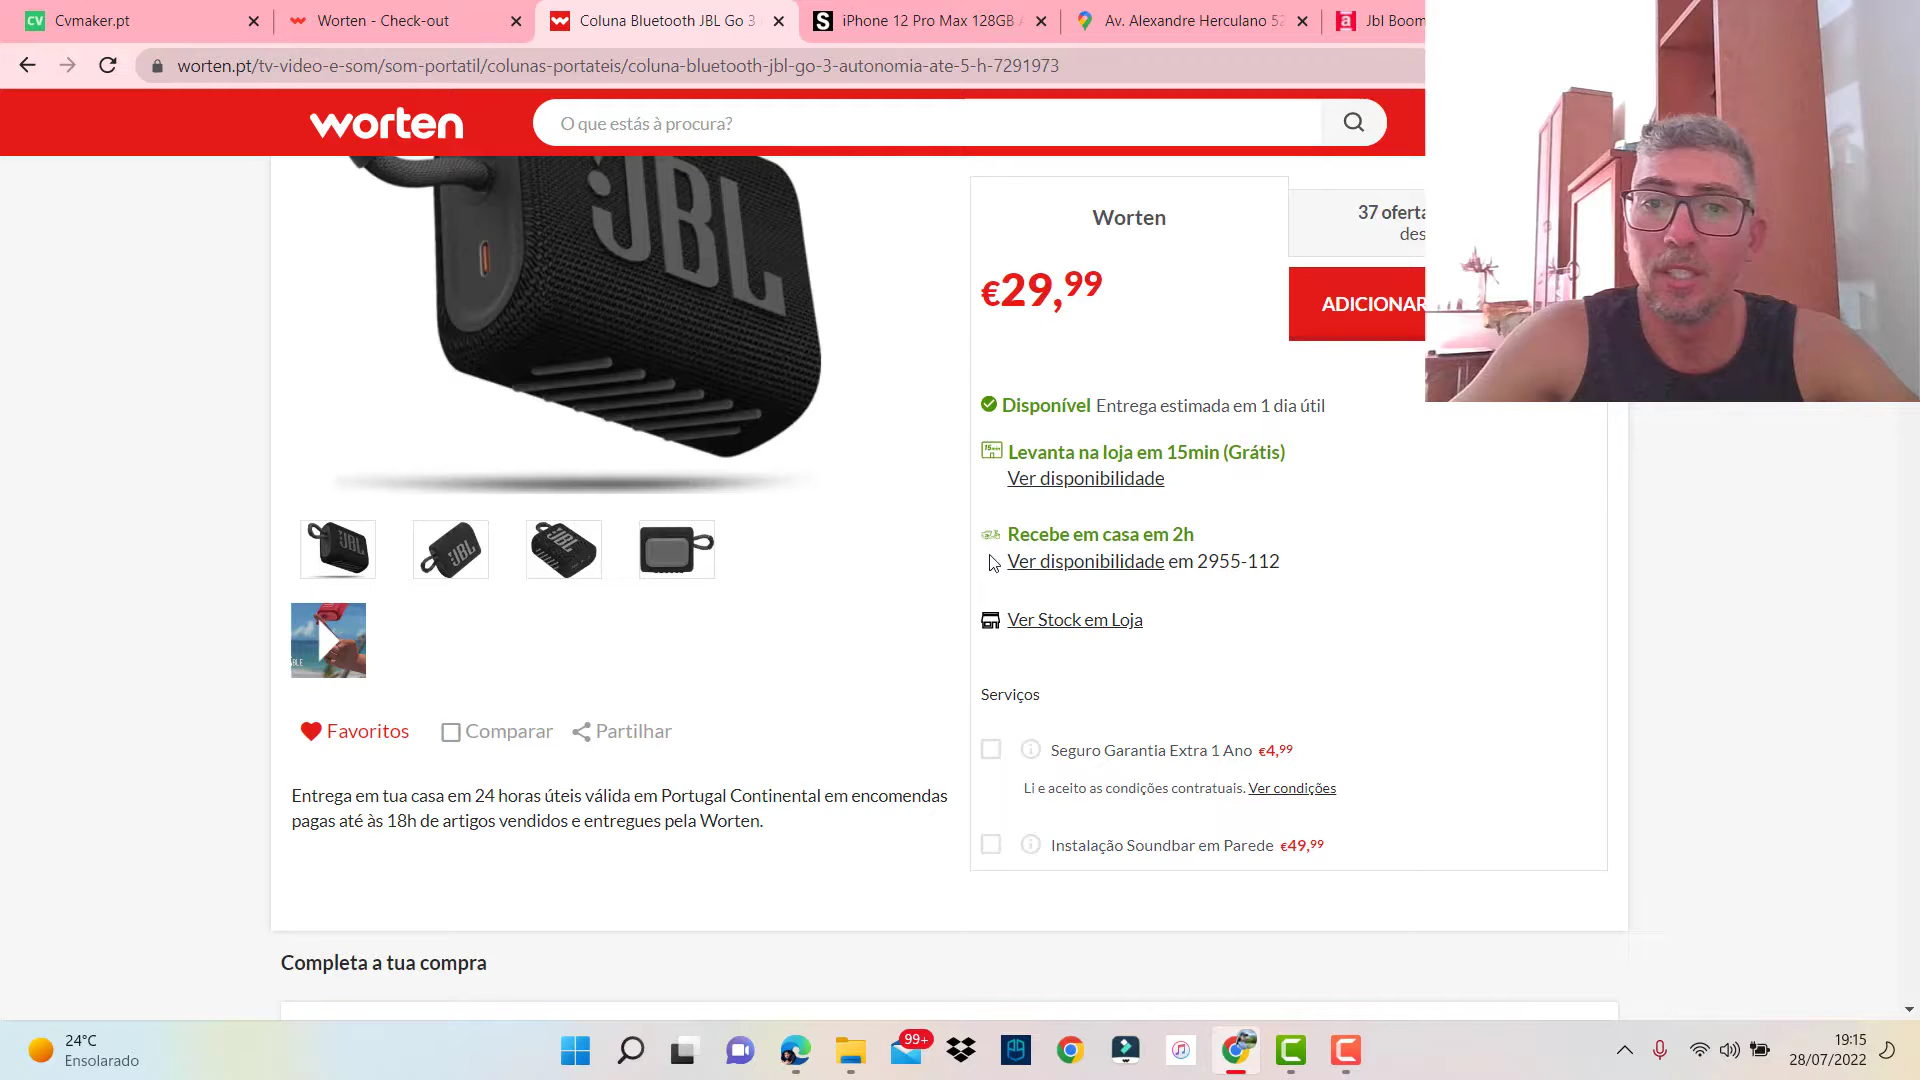 CV Cvmaker.pt
Worten - Check-out
Coluna Bluetooth JBL Go 3
iPhone 12 Pro Max 128GB
Av. Alexandre Herculano 52
Jbl Boom
worten.pt/tv-video-e-som/som-portatil/colunas-portateis/coluna-bluetooth-jbl-go-3-autonomia-ate-5-h-7291973
worten
O que estás à procura?
JBL
Worten
37 oferta
des
€29,99
ADICIONAR
Disponível Entrega estimada em 1 dia útil
Levanta na loja em 15min (Grátis)
Ver disponibilidade
Recebe em casa em 2h
Ver disponibilidade em 2955-112
Ver Stock em Loja
Serviços
Seguro Garantia Extra 1 Ano €4,99
Li e aceito as condições contratuais. Ver condições
Instalação Soundbar em Parede €49,99
Favoritos
Comparar
Partilhar
Entrega em tua casa em 24 horas úteis válida em Portugal Continental em encomendas
pagas até às 18h de artigos vendidos e entregues pela Worten.
Completa a tua compra
24°C
Ensolarado
99+
19:15
28/07/2022